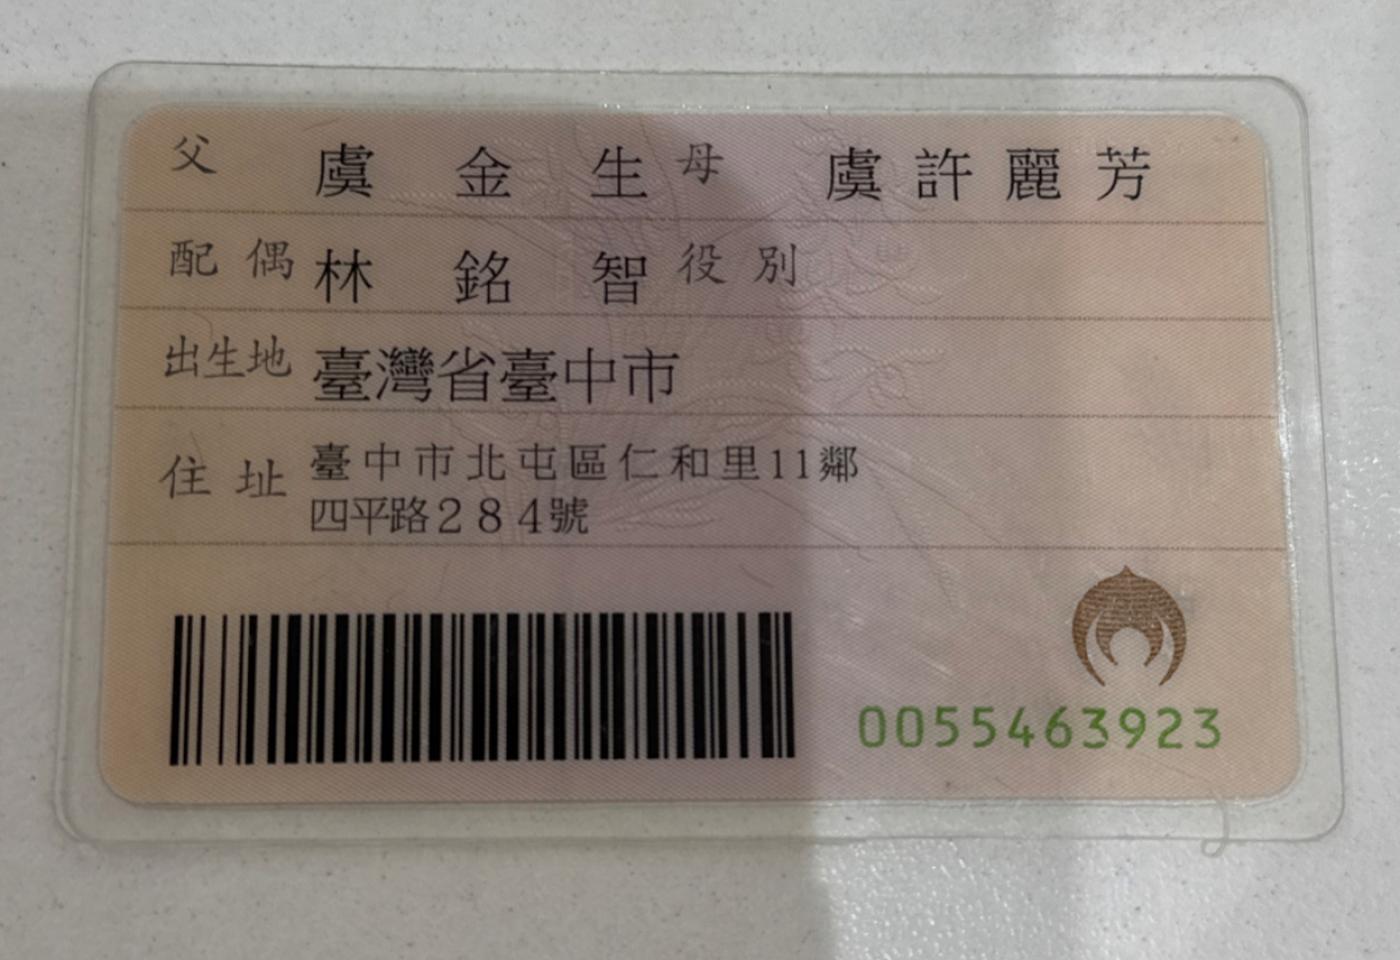 父 虞金生 母 虞許麗芳
配偶 林銘智 役別
出生地 臺灣省臺中市
住址 臺中市北屯區仁和里11鄰
四平路284號
0055463923